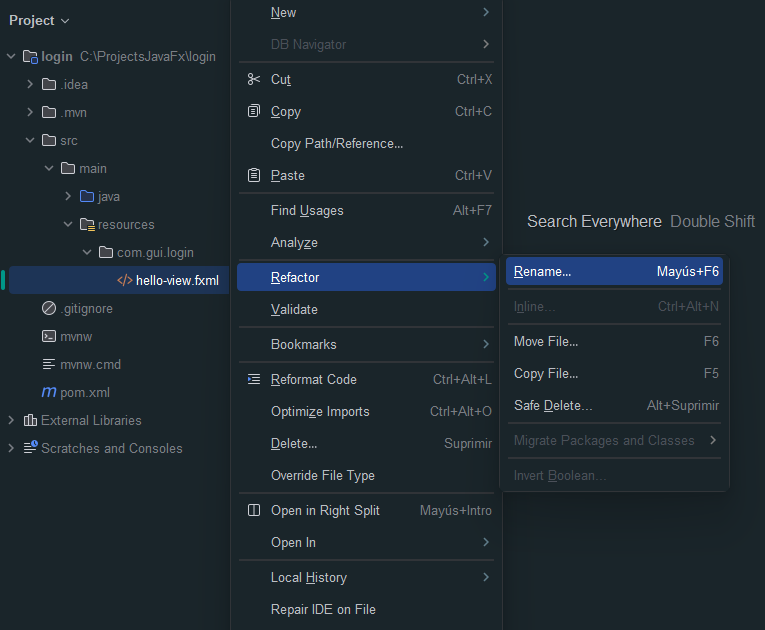 Project
login C:\ProjectsJavaFx\login
.idea
.mvn
src
main
java
resources
com.gui.login
hello-view.fxml
.gitignore
mvnw
mvnw.cmd
pom.xml
External Libraries
Scratches and Consoles
New
DB Navigator
Cut Ctrl+X
Copy Ctrl+C
Copy Path/Reference...
Paste Ctrl+V
Find Usages Alt+F7
Analyze
Refactor
Validate
Bookmarks
Reformat Code Ctrl+Alt+L
Optimize Imports Ctrl+Alt+O
Delete... Suprimir
Override File Type
Open in Right Split Mayús+Intro
Open In
Local History
Repair IDE on File
Search Everywhere Double Shift
Rename... Mayús+F6
Inline... Ctrl+Alt+N
Move File... F6
Copy File... F5
Safe Delete... Alt+Suprimir
Migrate Packages and Classes
Invert Boolean...